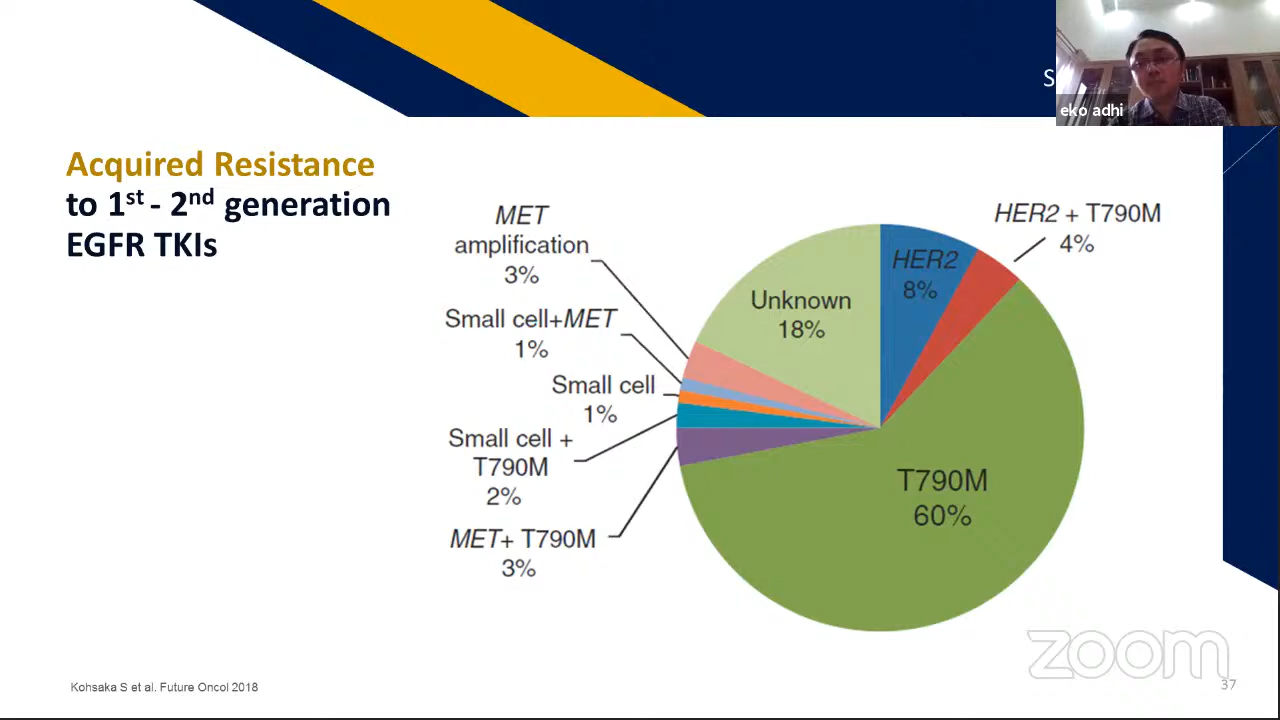 S
eko adhi
Acquired Resistance
to 1st - 2nd generation
EGFR TKIs
MET
amplification
3%
Small cell+MET
1%
Small cell
1%
Small cell +
T790M
2%
MET+ T790M
3%
Unknown
18%
HER2
8%
HER2 + T790M
4%
T790M
60%
zoom
Kohsaka S et al. Future Oncol 2018
37